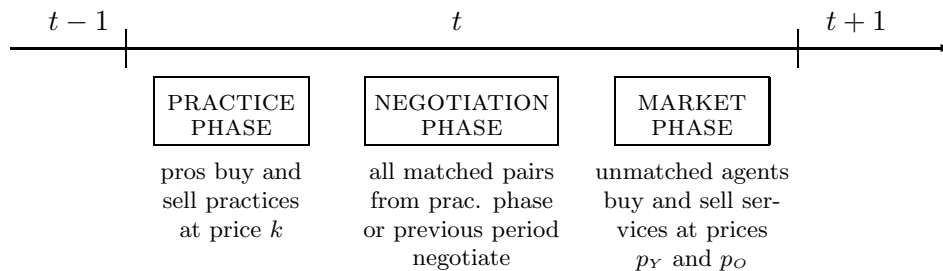 t − 1
t
t + 1
PRACTICE
PHASE
NEGOTIATION
PHASE
MARKET
PHASE
pros buy and
sell practices
at price k
all matched pairs
from prac. phase
or previous period
negotiate
unmatched agents
buy and sell ser-
vices at prices
p_Y and p_O